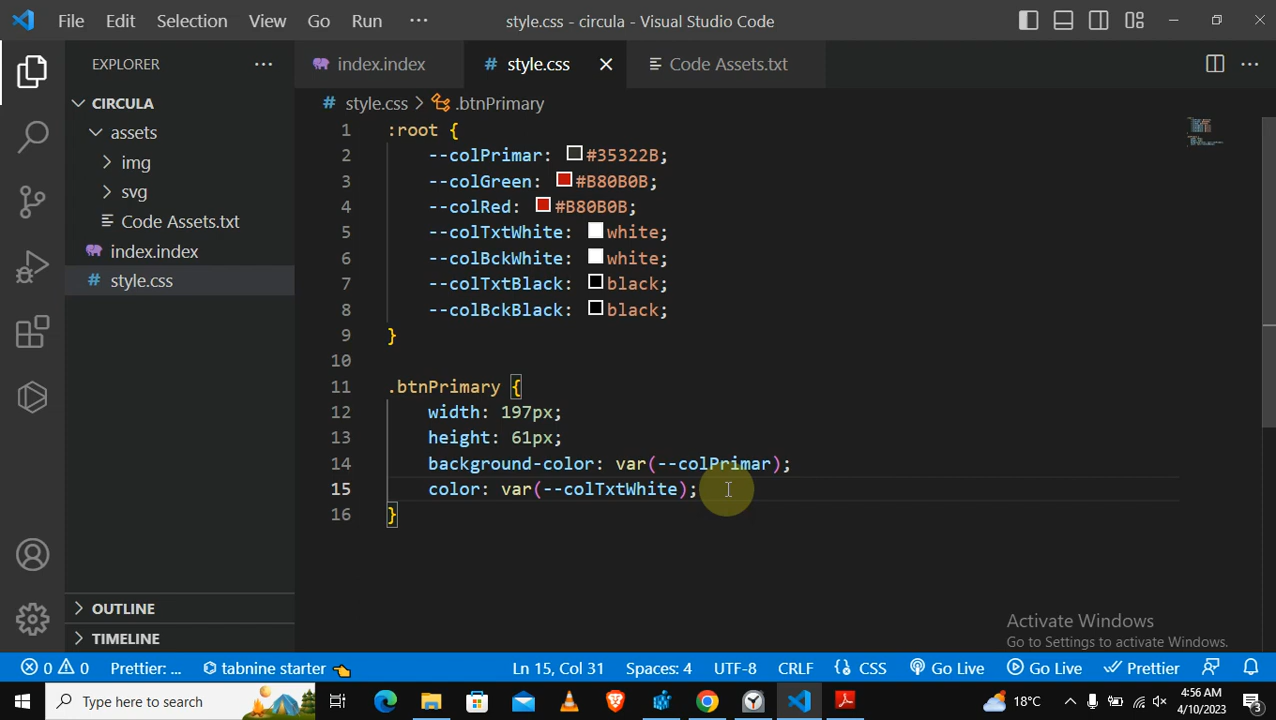 File Edit Selection View Go Run ··· style.css - circula - Visual Studio Code
EXPLORER ··· index.index # style.css Code Assets.txt ···
CIRCULA
# style.css > .btnPrimary
assets
img
svg
Code Assets.txt
index.index
# style.css
1 :root {
2 --colPrimar: #35322B;
3 --colGreen: #B80B0B;
4 --colRed: #B80B0B;
5 --colTxtWhite: white;
6 --colBckWhite: white;
7 --colTxtBlack: black;
8 --colBckBlack: black;
9 }
10
11 .btnPrimary {
12 width: 197px;
13 height: 61px;
14 background-color: var(--colPrimar);
15 color: var(--colTxtWhite);
16 }
OUTLINE
TIMELINE
Activate Windows
Go to Settings to activate Windows.
0 0 Prettier: ... tabnine starter Ln 15, Col 31 Spaces: 4 UTF-8 CRLF CSS Go Live Go Live Prettier
Type here to search 18°C 4:56 AM
4/10/2023 3